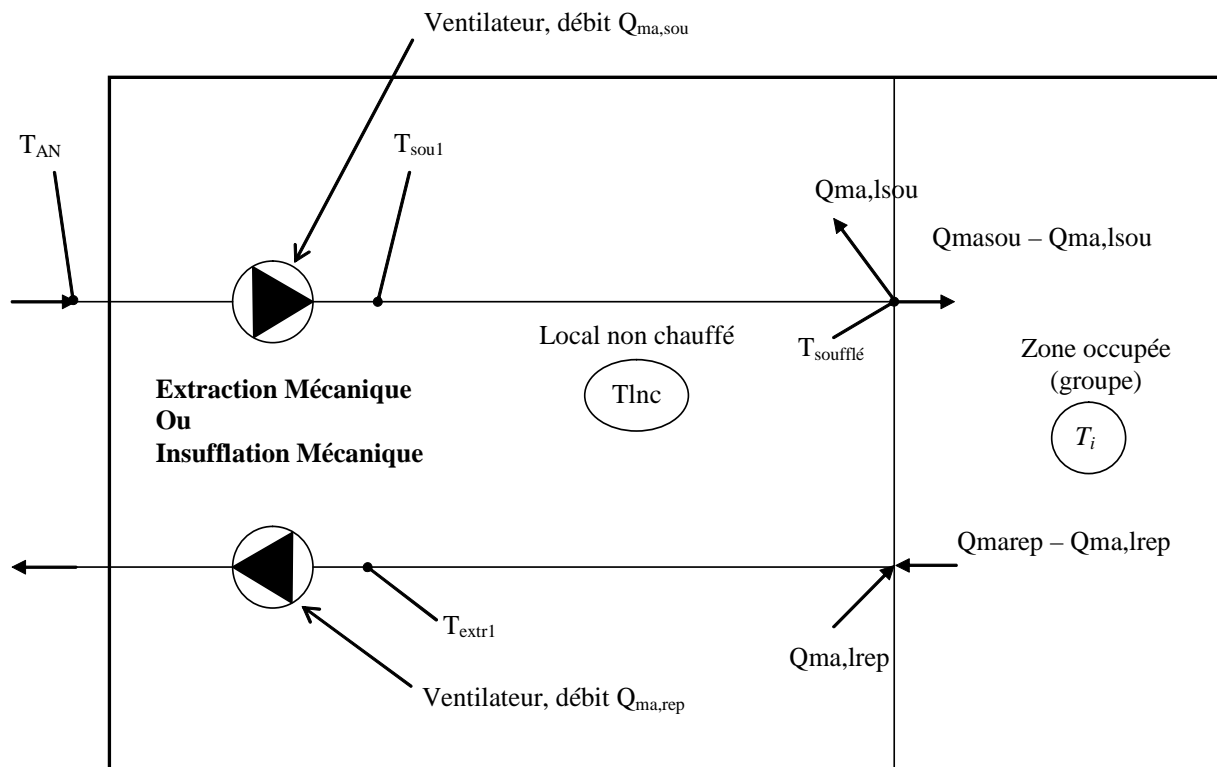 Ventilateur, débit Qma,sou
TAN
Tsou1
Qma,lsou
Qmasou – Qma,lsou
Local non chauffé
Tsoufflé
Zone occupée
(groupe)
Tlnc
Extraction Mécanique
Ou
Insufflation Mécanique
Ti
Qmarep – Qma,lrep
Textr1
Qma,lrep
Ventilateur, débit Qma,rep